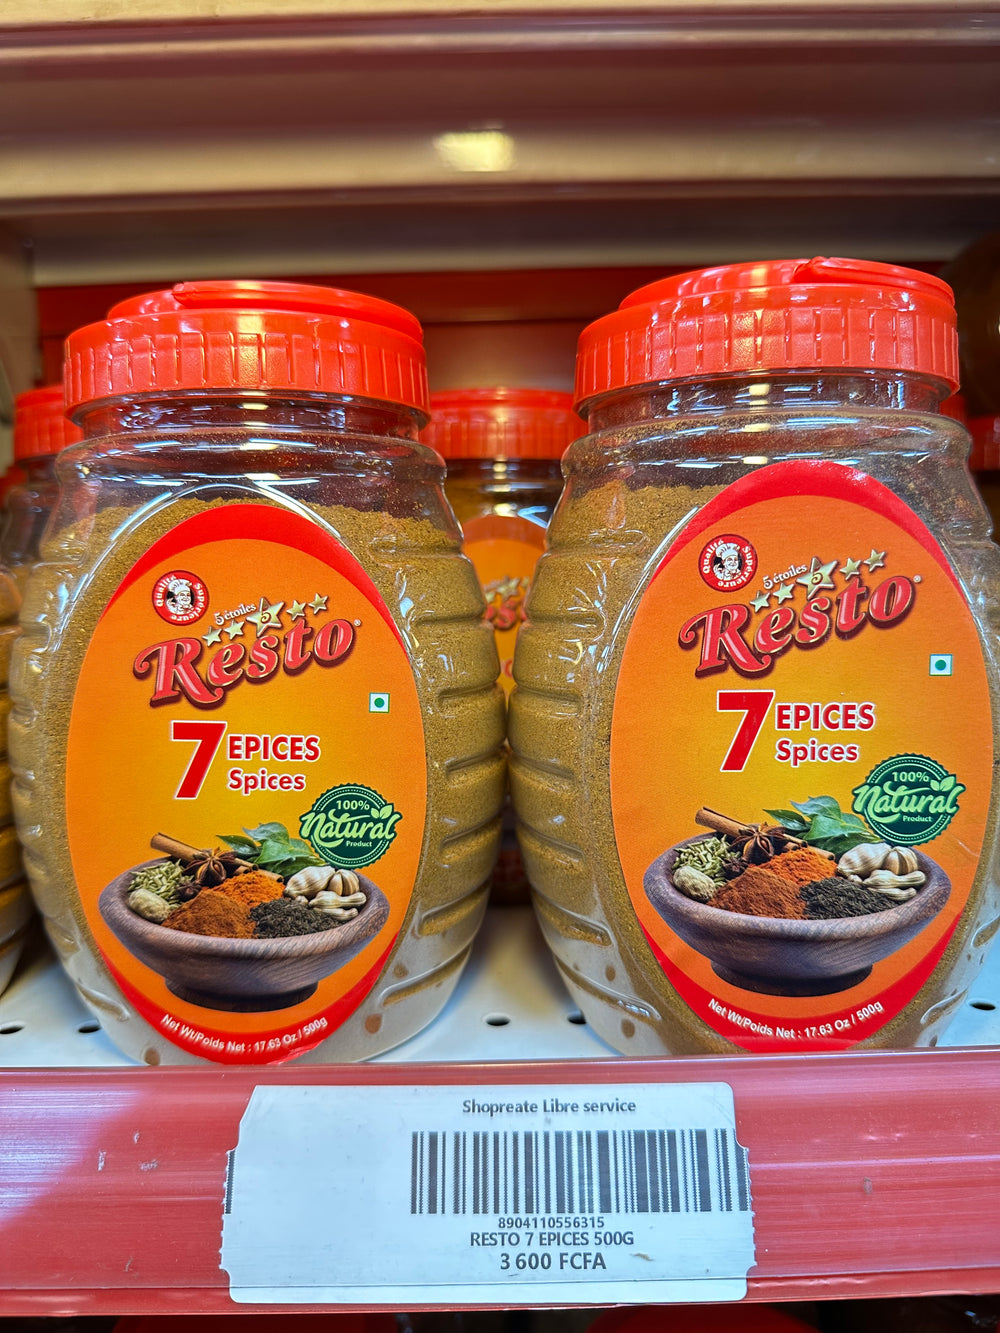 Qualité Supérieure
5 étoiles
5
Resto®
7 EPICES
Spices
100%
Natural
Product
Net Wt/Poids Net : 17.63 Oz / 500g
Qualité Supérieure
5 étoiles
5
Resto®
7 EPICES
Spices
100%
Natural
Product
Net Wt/Poids Net : 17.63 Oz / 500g
Shopreate Libre service
8904110556315
RESTO 7 EPICES 500G
3 600 FCFA